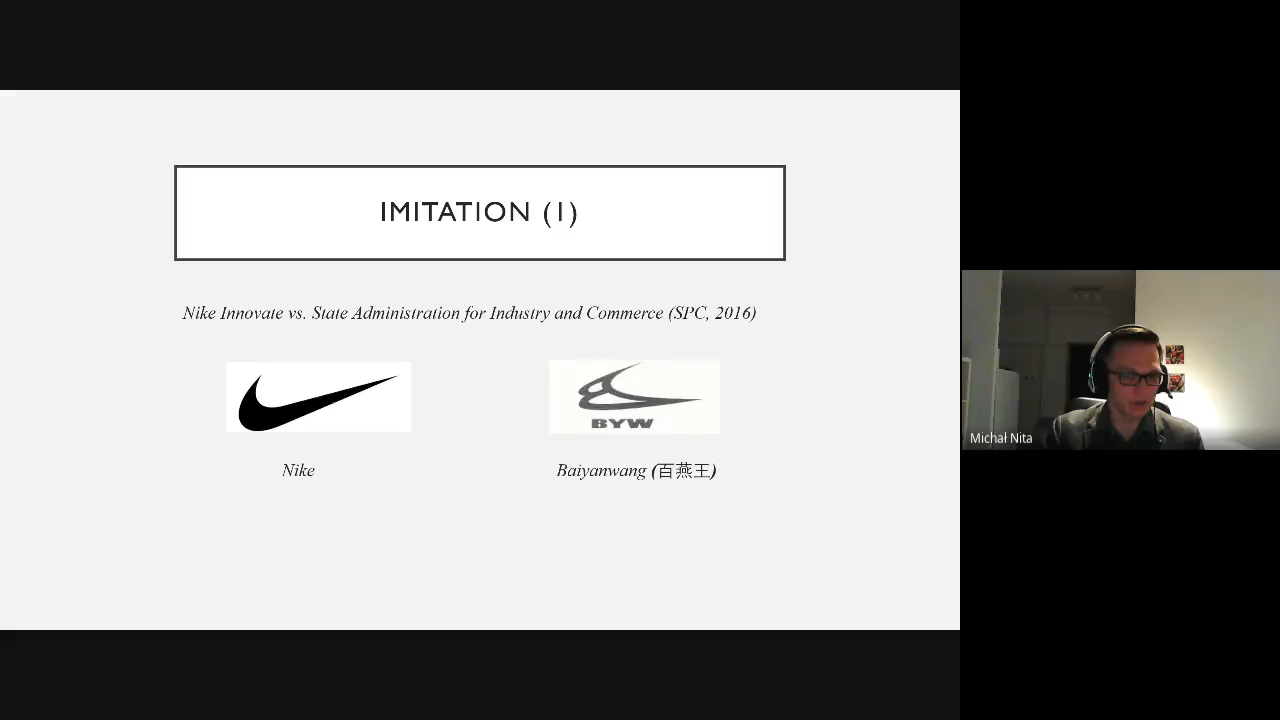 IMITATION (1)
Nike Innovate vs. State Administration for Industry and Commerce (SPC, 2016)
BYW
Nike
Baiyanwang (百燕王)
Michał Nita